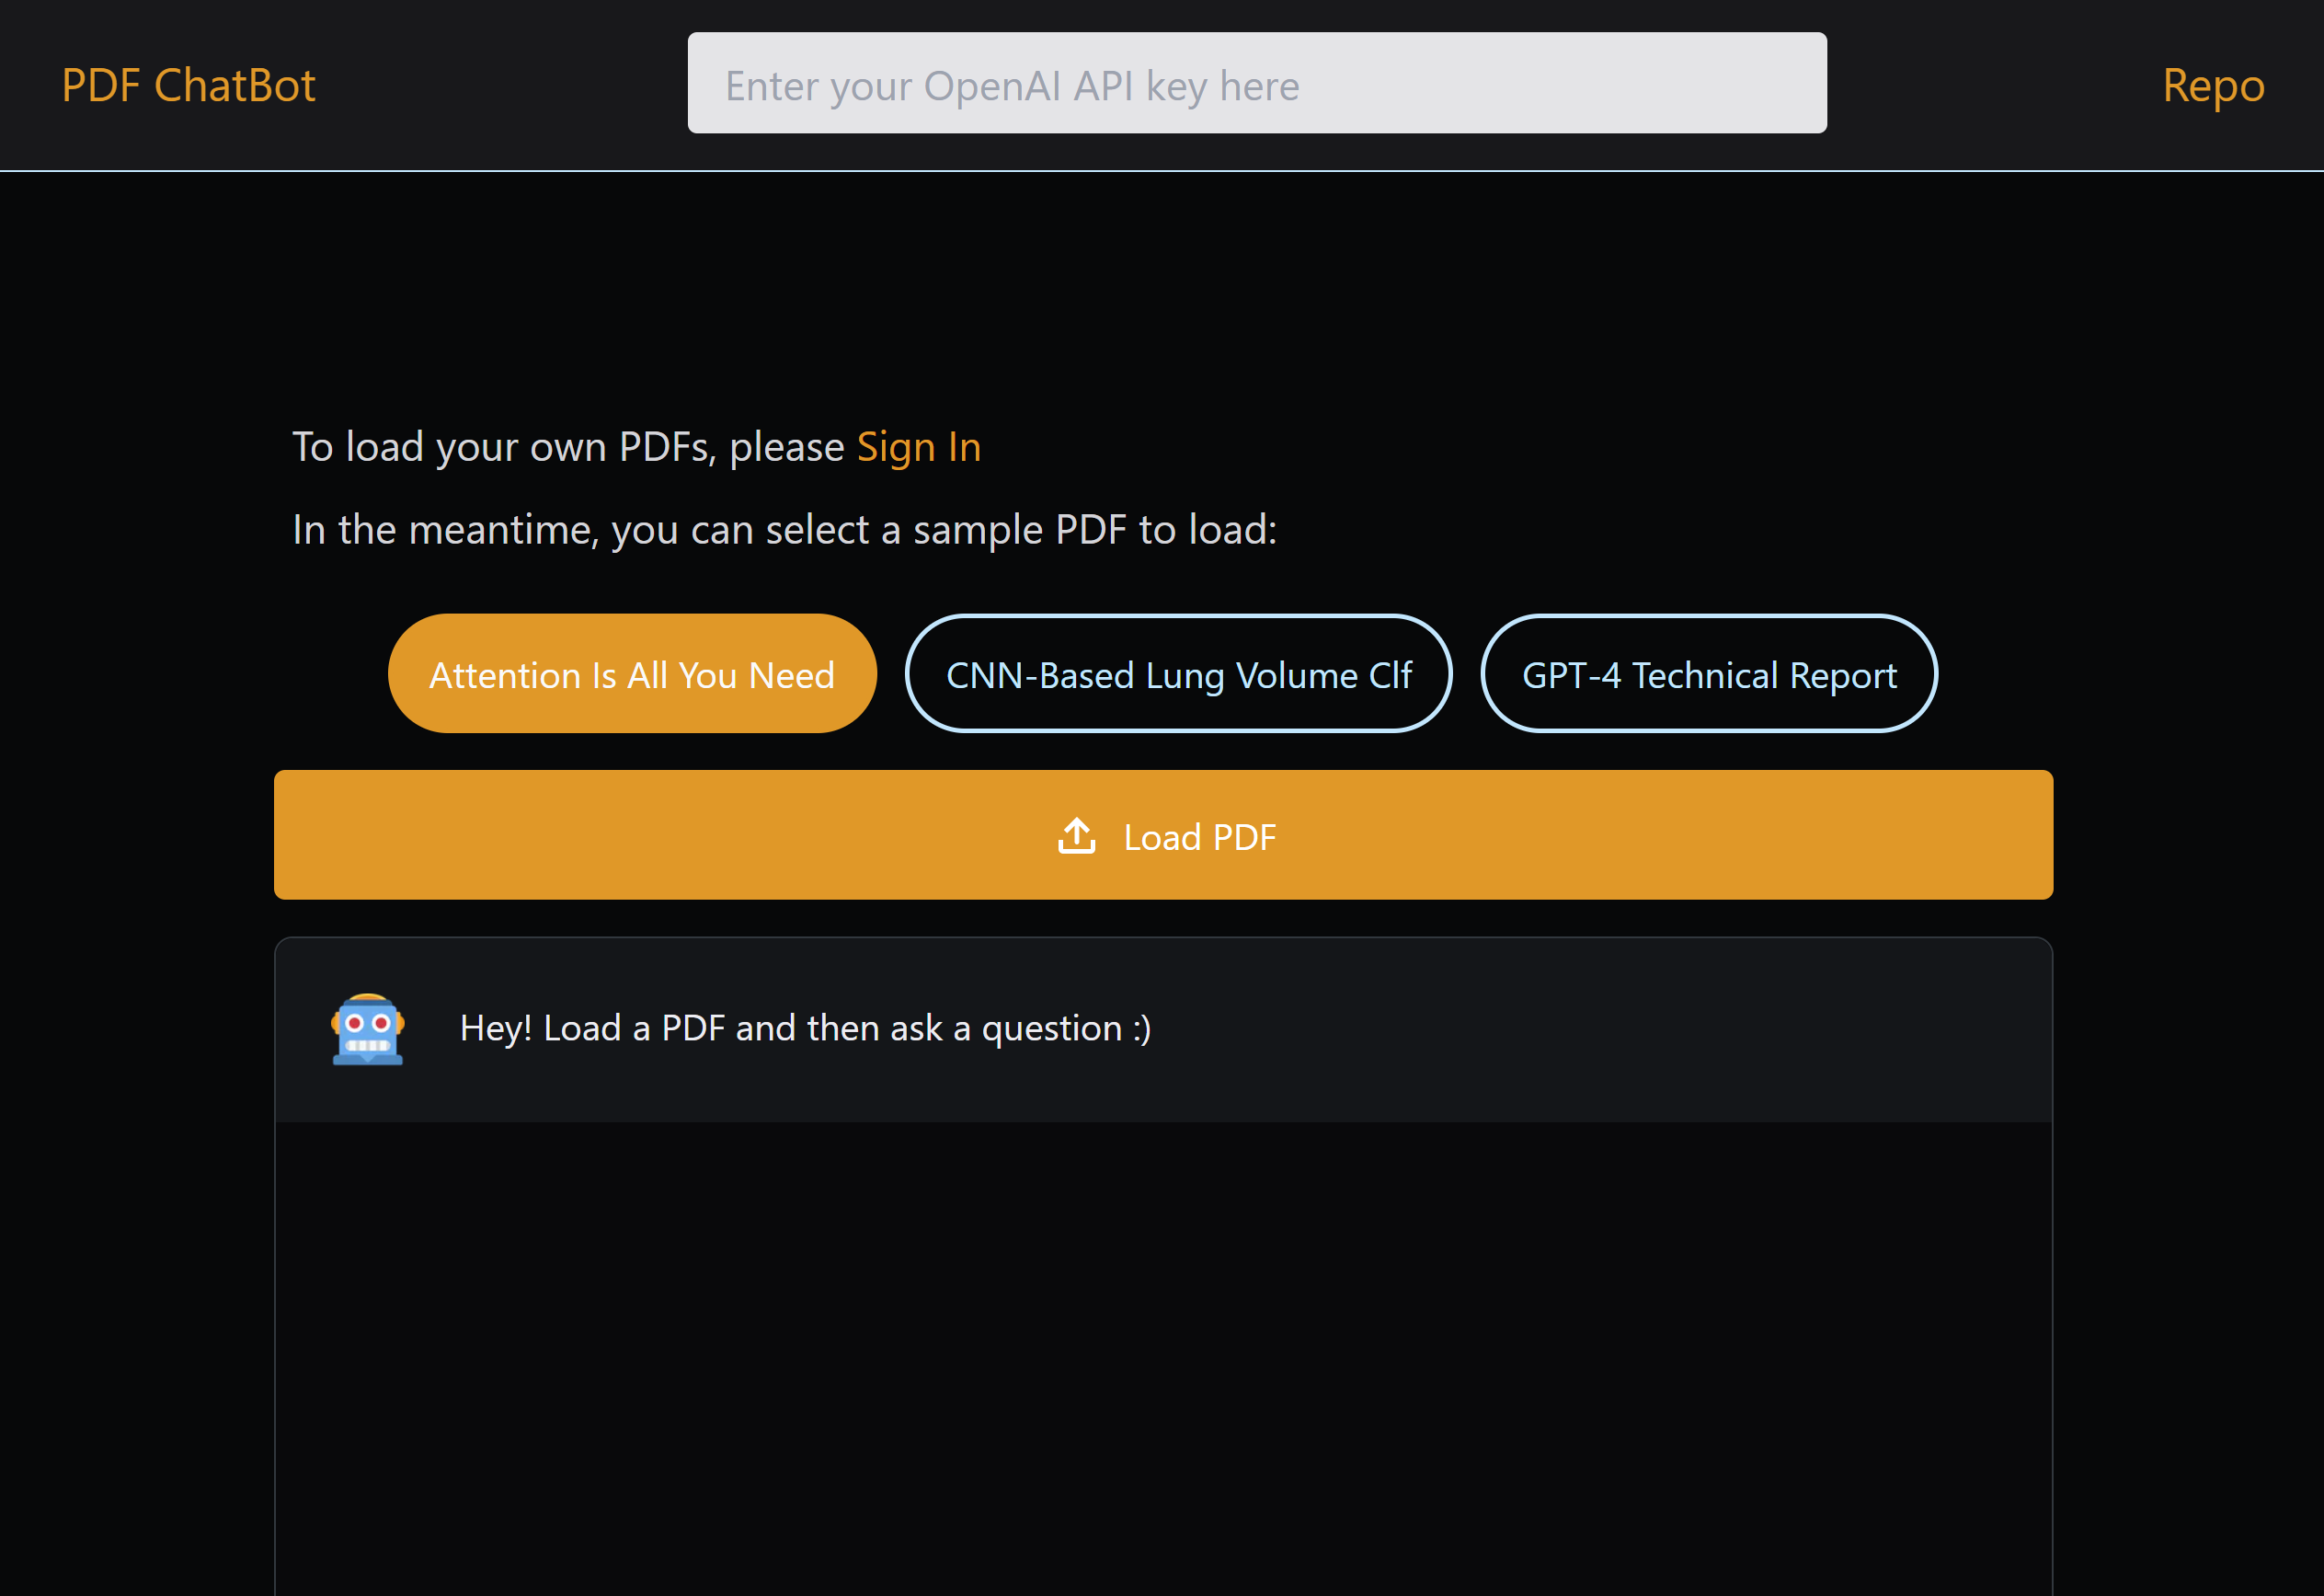 PDF ChatBot
Enter your OpenAI API key here
Repo
To load your own PDFs, please Sign In
In the meantime, you can select a sample PDF to load:
Attention Is All You Need
CNN-Based Lung Volume Clf
GPT-4 Technical Report
Load PDF
Hey! Load a PDF and then ask a question :)